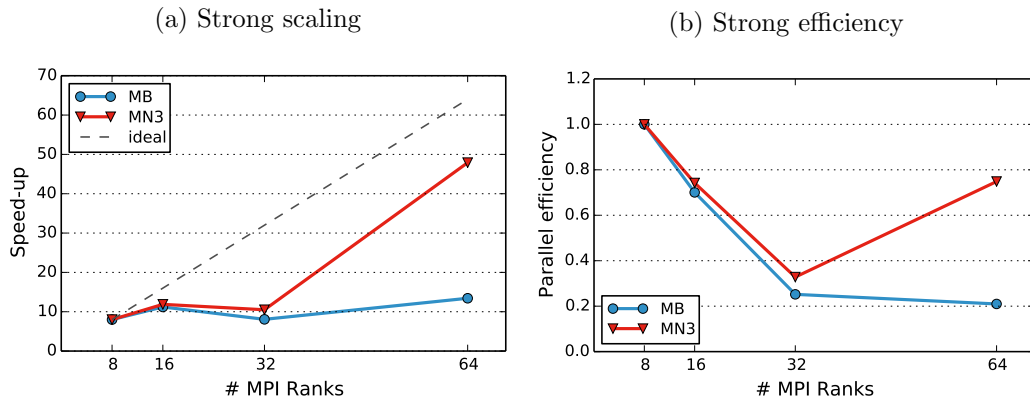 (a) Strong scaling
70
60
50
40
30
20
10
0
8
16
32
64
Speed-up
# MPI Ranks
MB
MN3
ideal
(b) Strong efficiency
1.2
1.0
0.8
0.6
0.4
0.2
0.0
8
16
32
64
Parallel efficiency
# MPI Ranks
MB
MN3